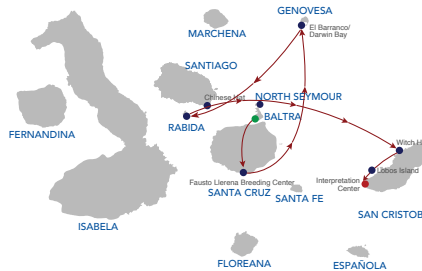 GENOVESA
MARCHENA
El Barranco/
Darwin Bay
SANTIAGO
Chinese Hat
NORTH SEYMOUR
BALTRA
RABIDA
FERNANDINA
Witch H
Lobos Island
Fausto Llerena Breeding Center
Interpretation
Center
SANTA CRUZ
SANTA FE
SAN CRISTOB
ISABELA
FLOREANA
ESPAÑOLA